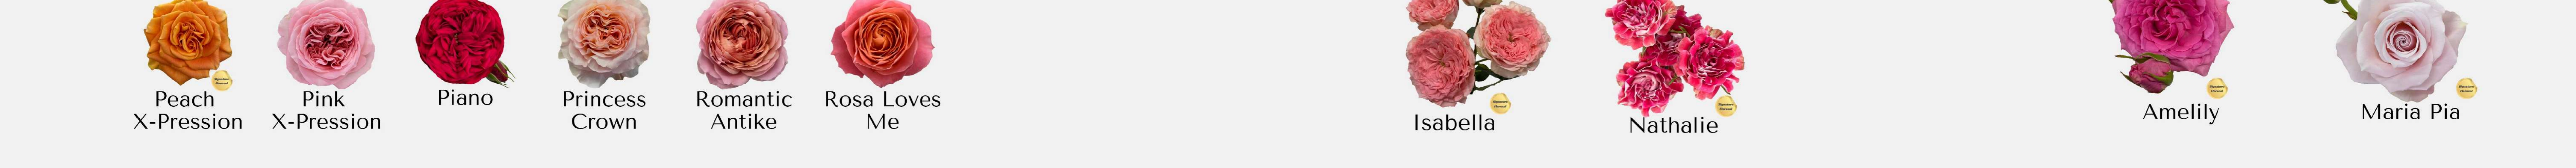 Peach
X-Pression
Pink
X-Pression
Piano
Princess
Crown
Romantic
Antike
Rosa Loves
Me
Isabella
Nathalie
Amelily
Maria Pia